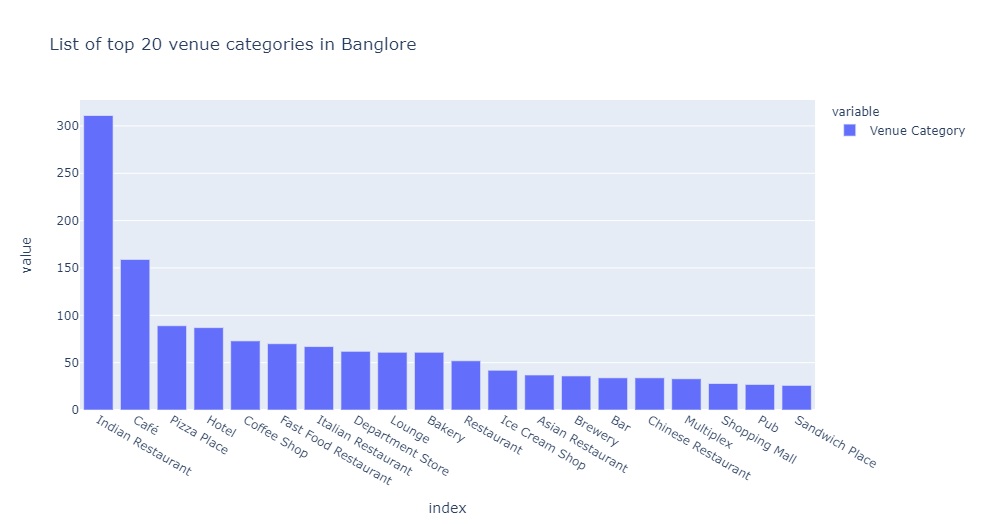 List of top 20 venue categories in Banglore
variable
Venue Category
value
300
250
200
150
100
50
0
Indian Restaurant
Café
Pizza Place
Hotel
Coffee Shop
Fast Food Restaurant
Italian Restaurant
Department Store
Lounge
Bakery
Restaurant
Ice Cream Shop
Asian Restaurant
Brewery
Bar
Chinese Restaurant
Multiplex
Shopping Mall
Pub
Sandwich Place
index